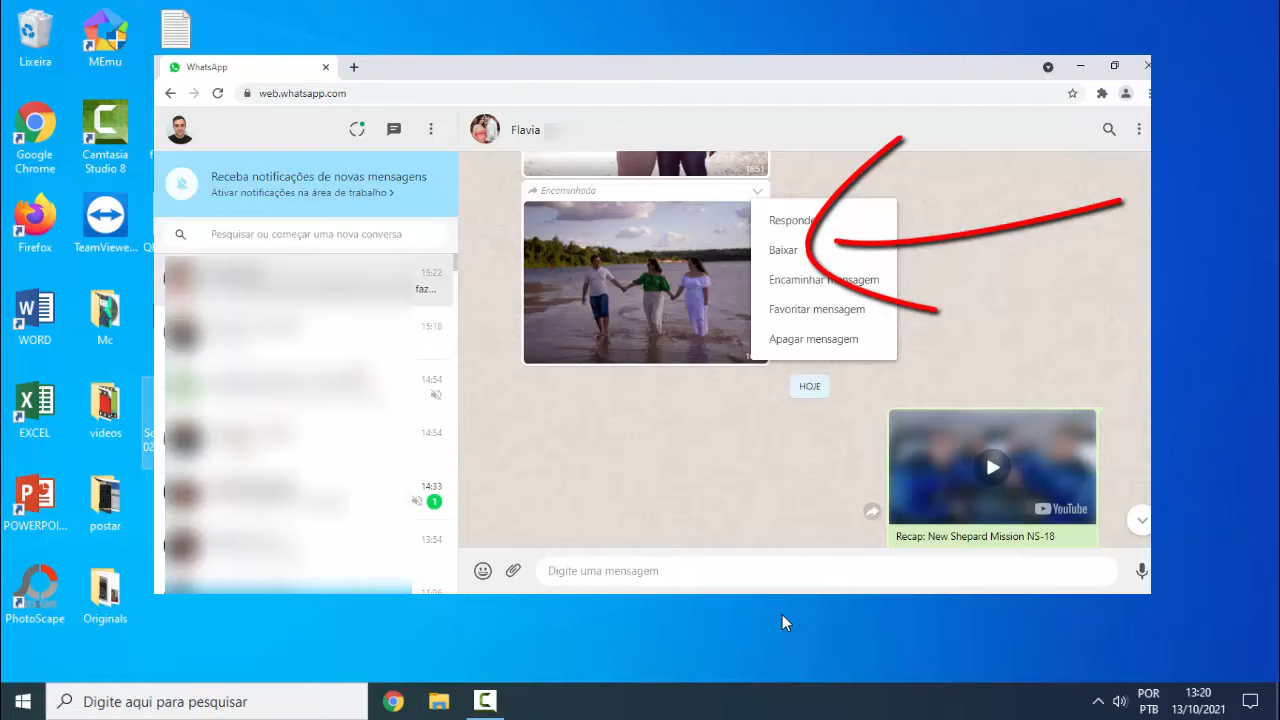 Lixeira
MEmu
Google
Chrome
Camtasia
Studio 8
Firefox
TeamViewe...
WORD
Mc
EXCEL
videos
POWERPOI...
postar
PhotoScape
Originals
WhatsApp
web.whatsapp.com
Flavia
Receba notificações de novas mensagens
Ativar notificações na área de trabalho >
Pesquisar ou começar uma nova conversa
15:22
faz...
15:18
14:54
14:54
14:33
1
13:54
11:06
16:51
Encaminhada
Responder
Baixar
Encaminhar mensagem
Favoritar mensagem
Apagar mensagem
HOJE
YouTube
Recap: New Shepard Mission NS-18
Digite uma mensagem
Digite aqui para pesquisar
POR
PTB
13:20
13/10/2021